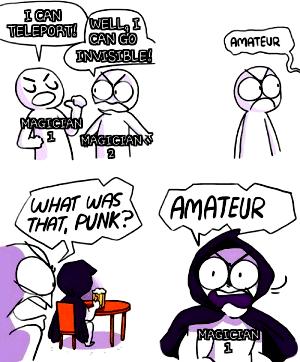 I CAN
TELEPORT!
WELL, I
CAN GO
INVISIBLE!
MAGICIAN
1
MAGICIAN
2
AMATEUR
WHAT WAS
THAT, PUNK?
AMATEUR
MAGICIAN
1